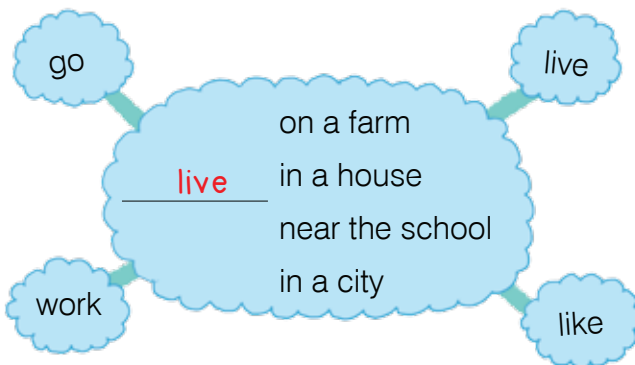 go
live
on a farm
live
in a house
near the school
in a city
work
like